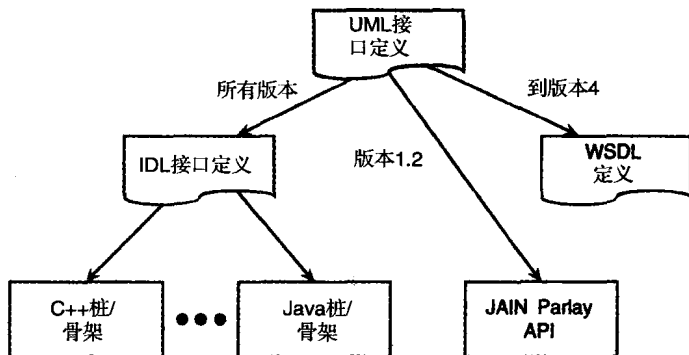 UML接
口定义
所有版本
到版本4
IDL接口定义
版本1.2
WSDL
定义
C++桩/
骨架
Java桩/
骨架
JAIN Parlay
API